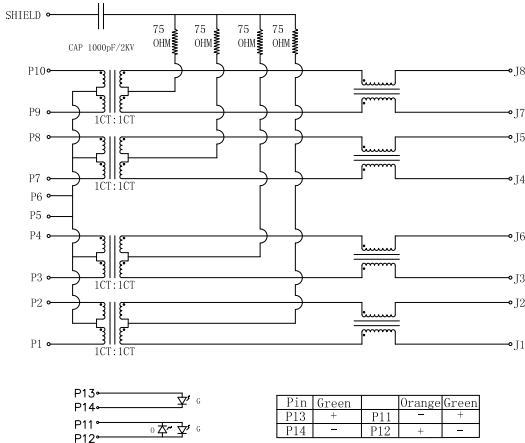 SHIELD
CAP 1000pF/2KV
75 OHM
75 OHM
75 OHM
75 OHM
P10
J8
P9
J7
1CT:1CT
P8
J5
P7
J4
1CT:1CT
P6
P5
P4
J6
P3
J3
1CT:1CT
P2
J2
P1
J1
1CT:1CT
P13
P14
G
P11
P12
O
G
Pin Green Orange Green
P13 + P11 - +
P14 - P12 + -